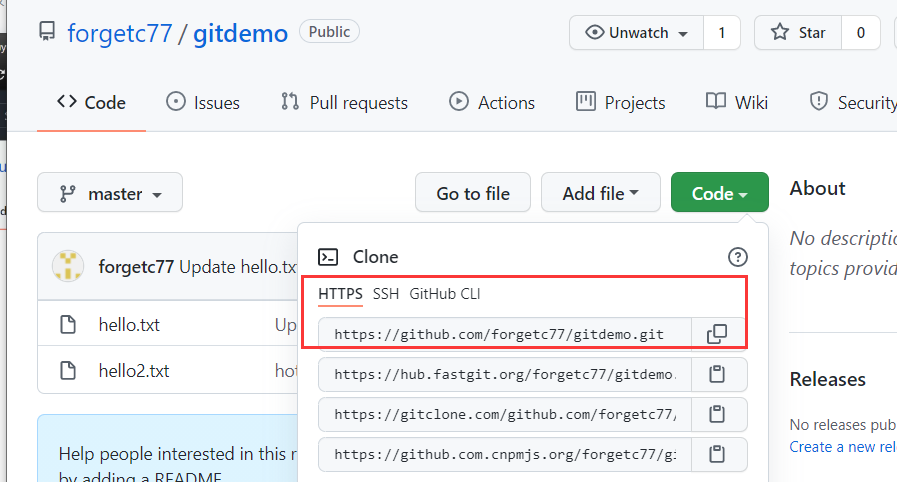 forgetc77 / gitdemo Public
Unwatch 1 Star 0
Code Issues Pull requests Actions Projects Wiki Security
master Go to file Add file Code
About
No descriptio
topics provid
Clone
forgetc77 Update hello.tx
HTTPS SSH GitHub CLI
hello.txt Up
https://github.com/forgetc77/gitdemo.git
hello2.txt hot
https://hub.fastgit.org/forgetc77/gitdemo.
Releases
https://gitclone.com/github.com/forgetc77/
No releases pub
Create a new rel
Help people interested in this r
https://github.com.cnpmjs.org/forgetc77/gi
by adding a README